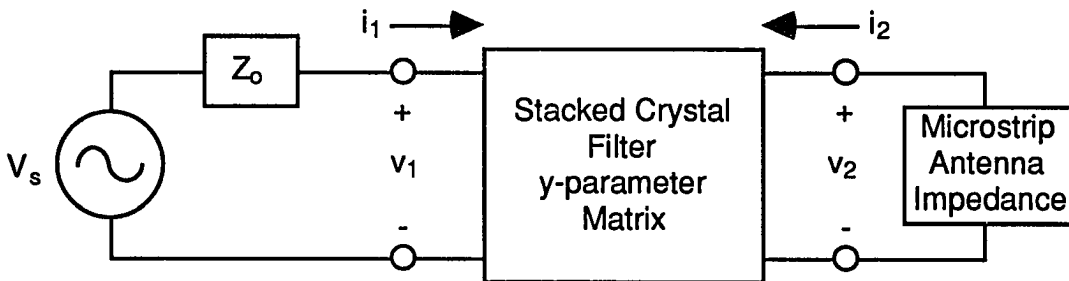 i1
i2
Zo
+
+
Stacked Crystal
Filter
y-parameter
Matrix
Microstrip
Antenna
Impedance
Vs
v1
v2
-
-